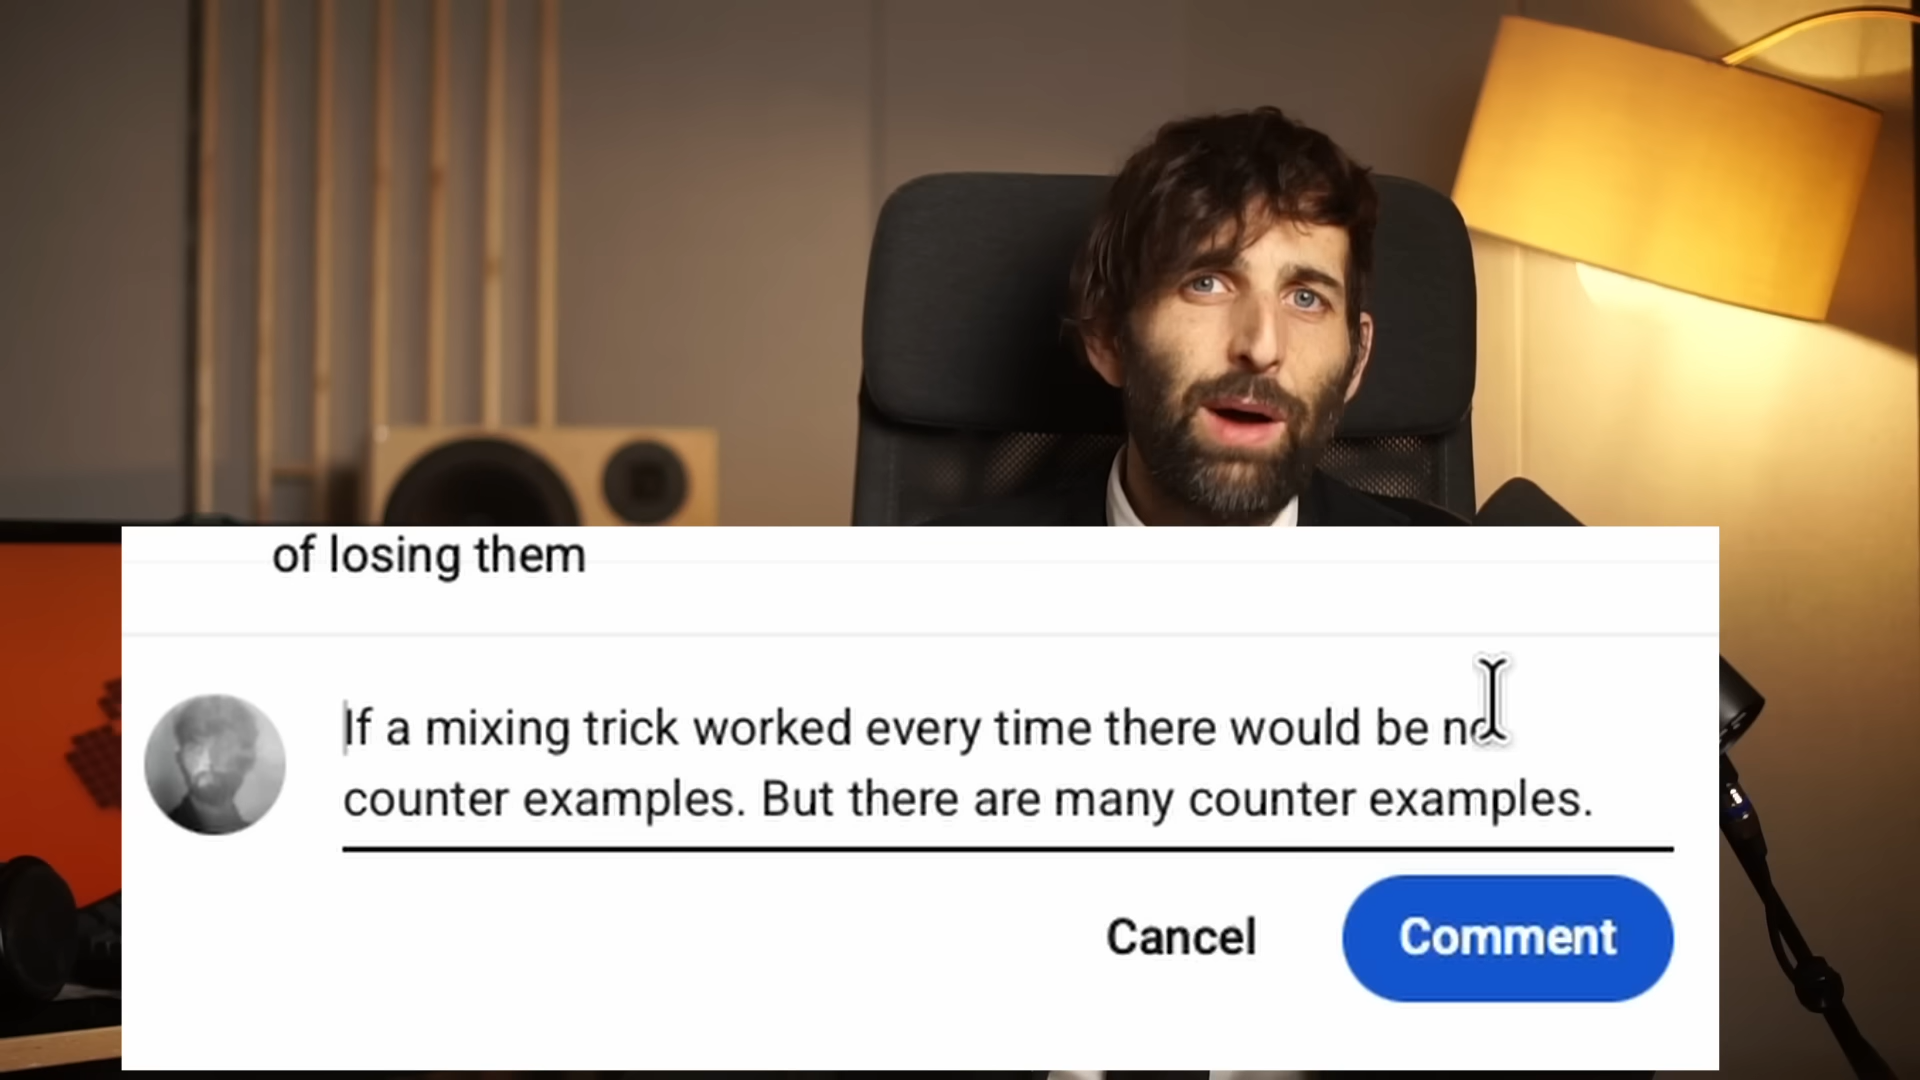 of losing them
If a mixing trick worked every time there would be no
counter examples. But there are many counter examples.
Cancel
Comment